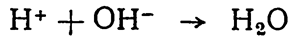 H⁺ + OH⁻ → H₂O